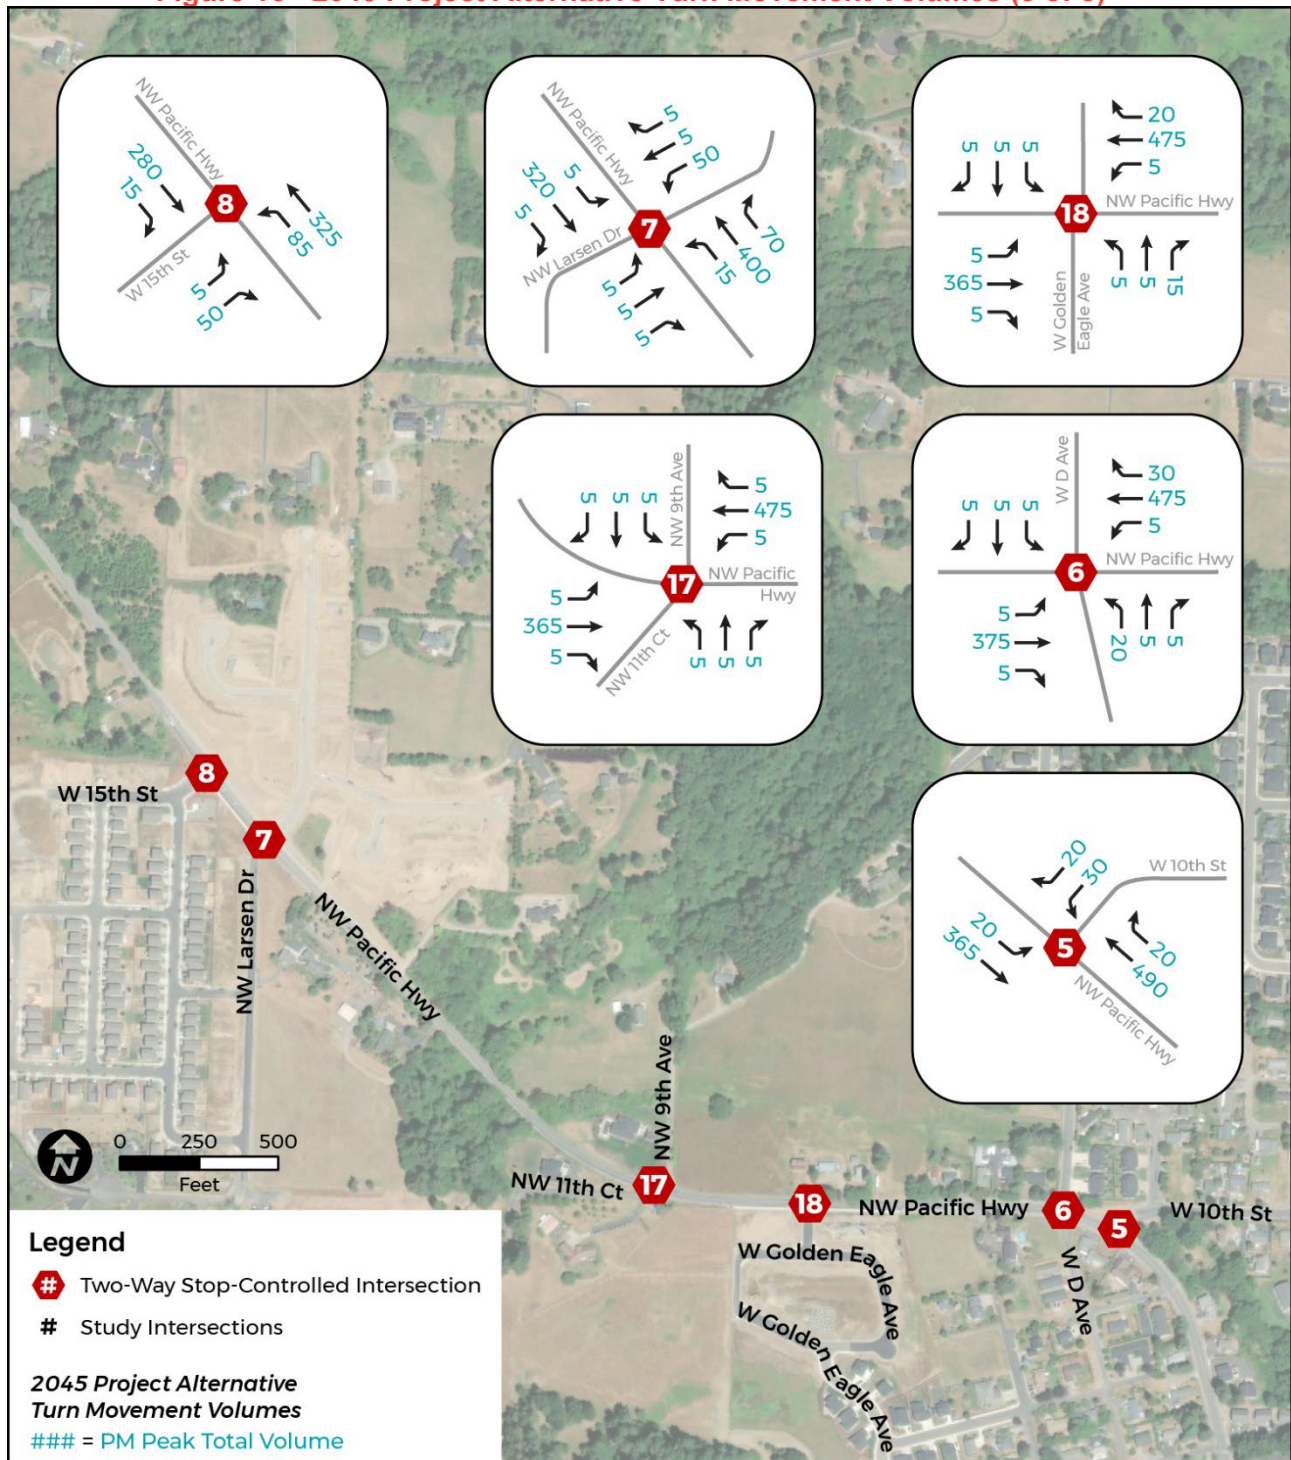 8
NW Pacific Hwy
280
15
325
85
W 15th St
5
50
7
NW Pacific Hwy
5
5
50
5
320
5
NW Larsen Dr
70
400
15
5
5
5
18
5 5 5
20
475
5
NW Pacific Hwy
5
365
5
W Golden
Eagle Ave
5 5 15
17
NW 9th Ave
5 5 5
5
475
5
NW Pacific
Hwy
5
365
5
NW 11th Ct
5 5 5
6
W D Ave
5 5 5
30
475
5
NW Pacific Hwy
5
375
5
20 5 5
5
20
30
W 10th St
20
365
20
490
NW Pacific Hwy
8
W 15th St
7
NW Larsen Dr
NW Pacific Hwy
NW 9th Ave
NW 11th Ct
17
18
NW Pacific Hwy
6
5
W 10th St
W D Ave
W Golden Eagle Ave
W Golden Eagle Ave
N
0 250 500
Feet
Legend
# Two-Way Stop-Controlled Intersection
# Study Intersections
2045 Project Alternative
Turn Movement Volumes
### = PM Peak Total Volume